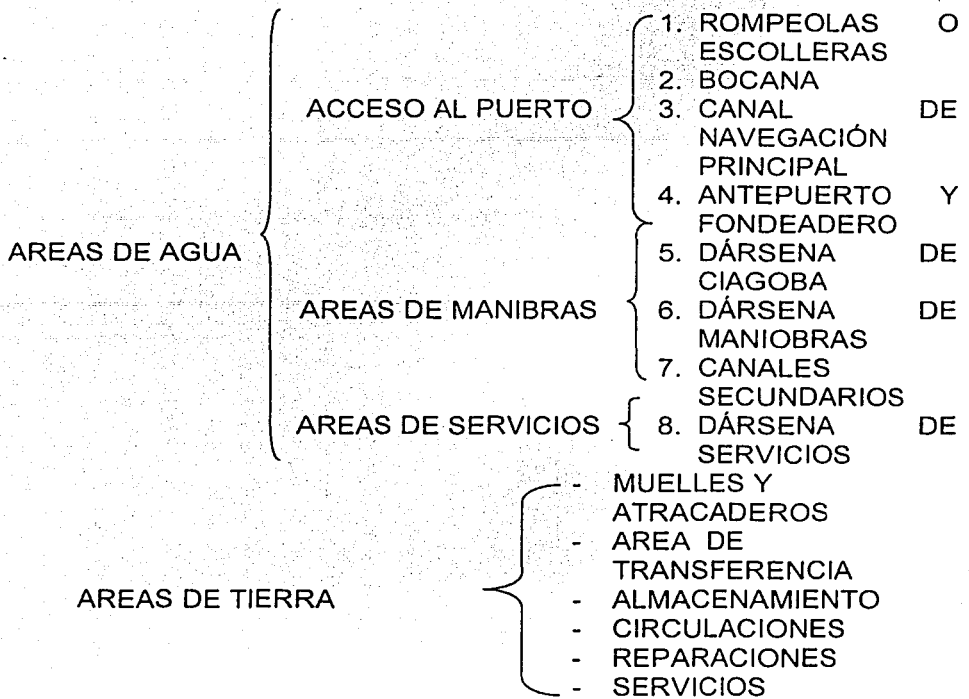 AREAS DE AGUA
ACCESO AL PUERTO
1. ROMPEOLAS O
ESCOLLERAS
2. BOCANA
3. CANAL DE
NAVEGACIÓN
PRINCIPAL
4. ANTEPUERTO Y
FONDEADERO
AREAS DE MANIBRAS
5. DÁRSENA DE
CIAGOBA
6. DÁRSENA DE
MANIOBRAS
7. CANALES
SECUNDARIOS
AREAS DE SERVICIOS
8. DÁRSENA DE
SERVICIOS
AREAS DE TIERRA
- MUELLES Y
ATRACADEROS
- AREA DE
TRANSFERENCIA
- ALMACENAMIENTO
- CIRCULACIONES
- REPARACIONES
- SERVICIOS